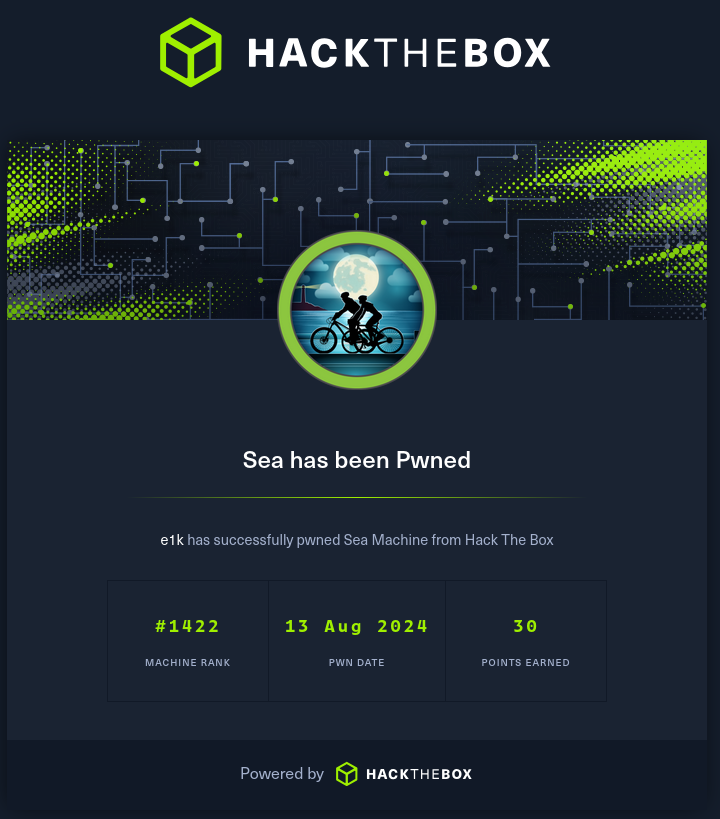 HACKTHEBOX
Sea has been Pwned
e1k has successfully pwned Sea Machine from Hack The Box
#1422 13 Aug 2024 30
MACHINE RANK PWN DATE POINTS EARNED
Powered by HACKTHEBOX